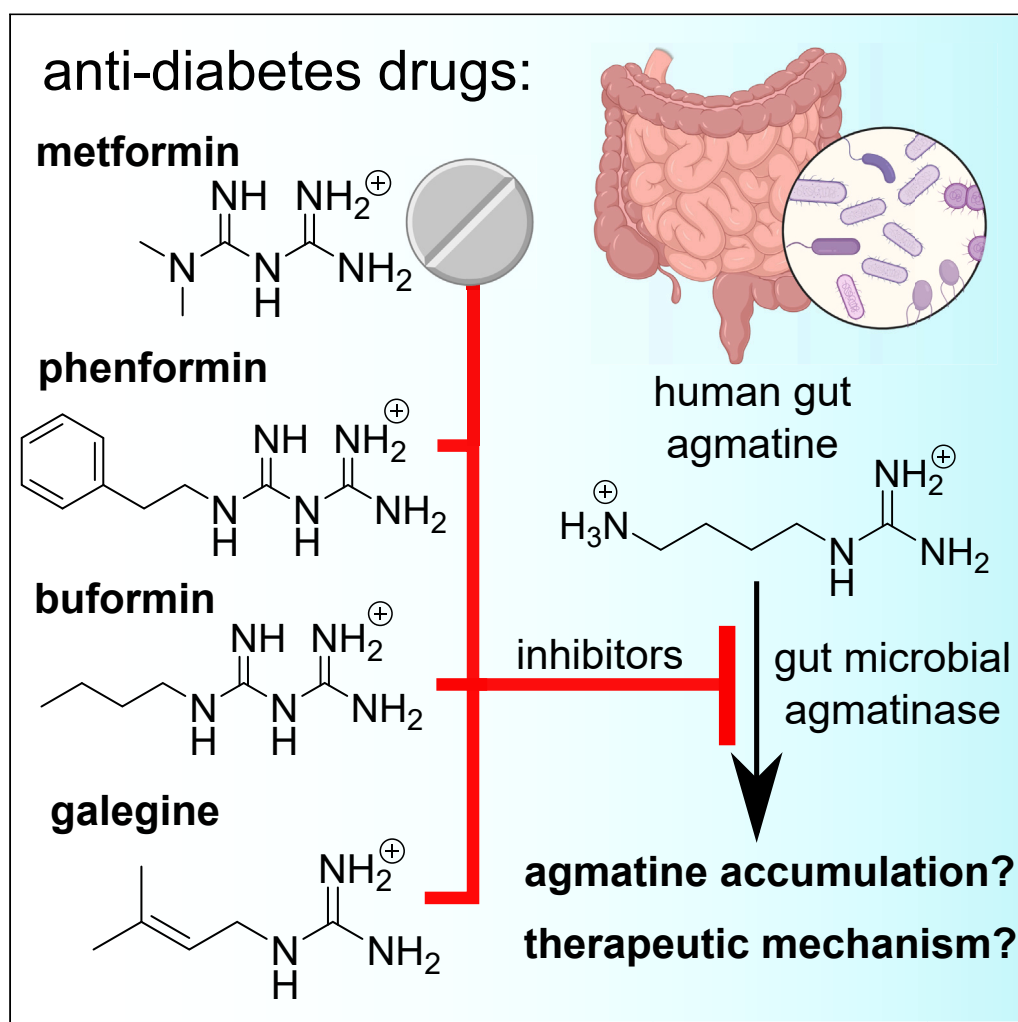 anti-diabetes drugs:
metformin
NH
NH2⊕
N
N
H
NH2
phenformin
NH
NH2⊕
N
H
N
H
NH2
buformin
NH
NH2⊕
N
H
N
H
NH2
galegine
NH2⊕
N
H
NH2
inhibitors
human gut
agmatine
⊕
H3N
NH2⊕
N
H
NH2
gut microbial
agmatinase
agmatine accumulation?
therapeutic mechanism?